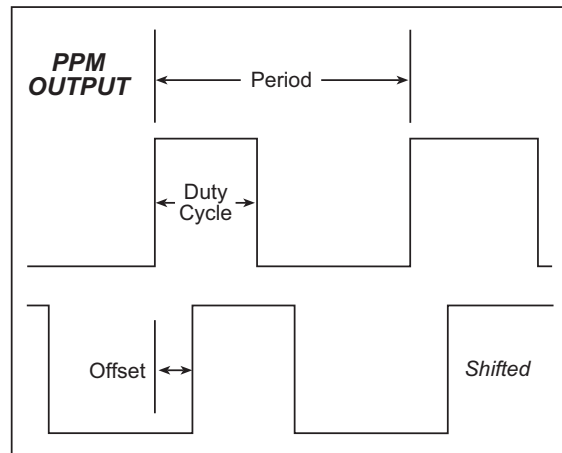 PPM
OUTPUT
Period
Duty
Cycle
Offset
Shifted